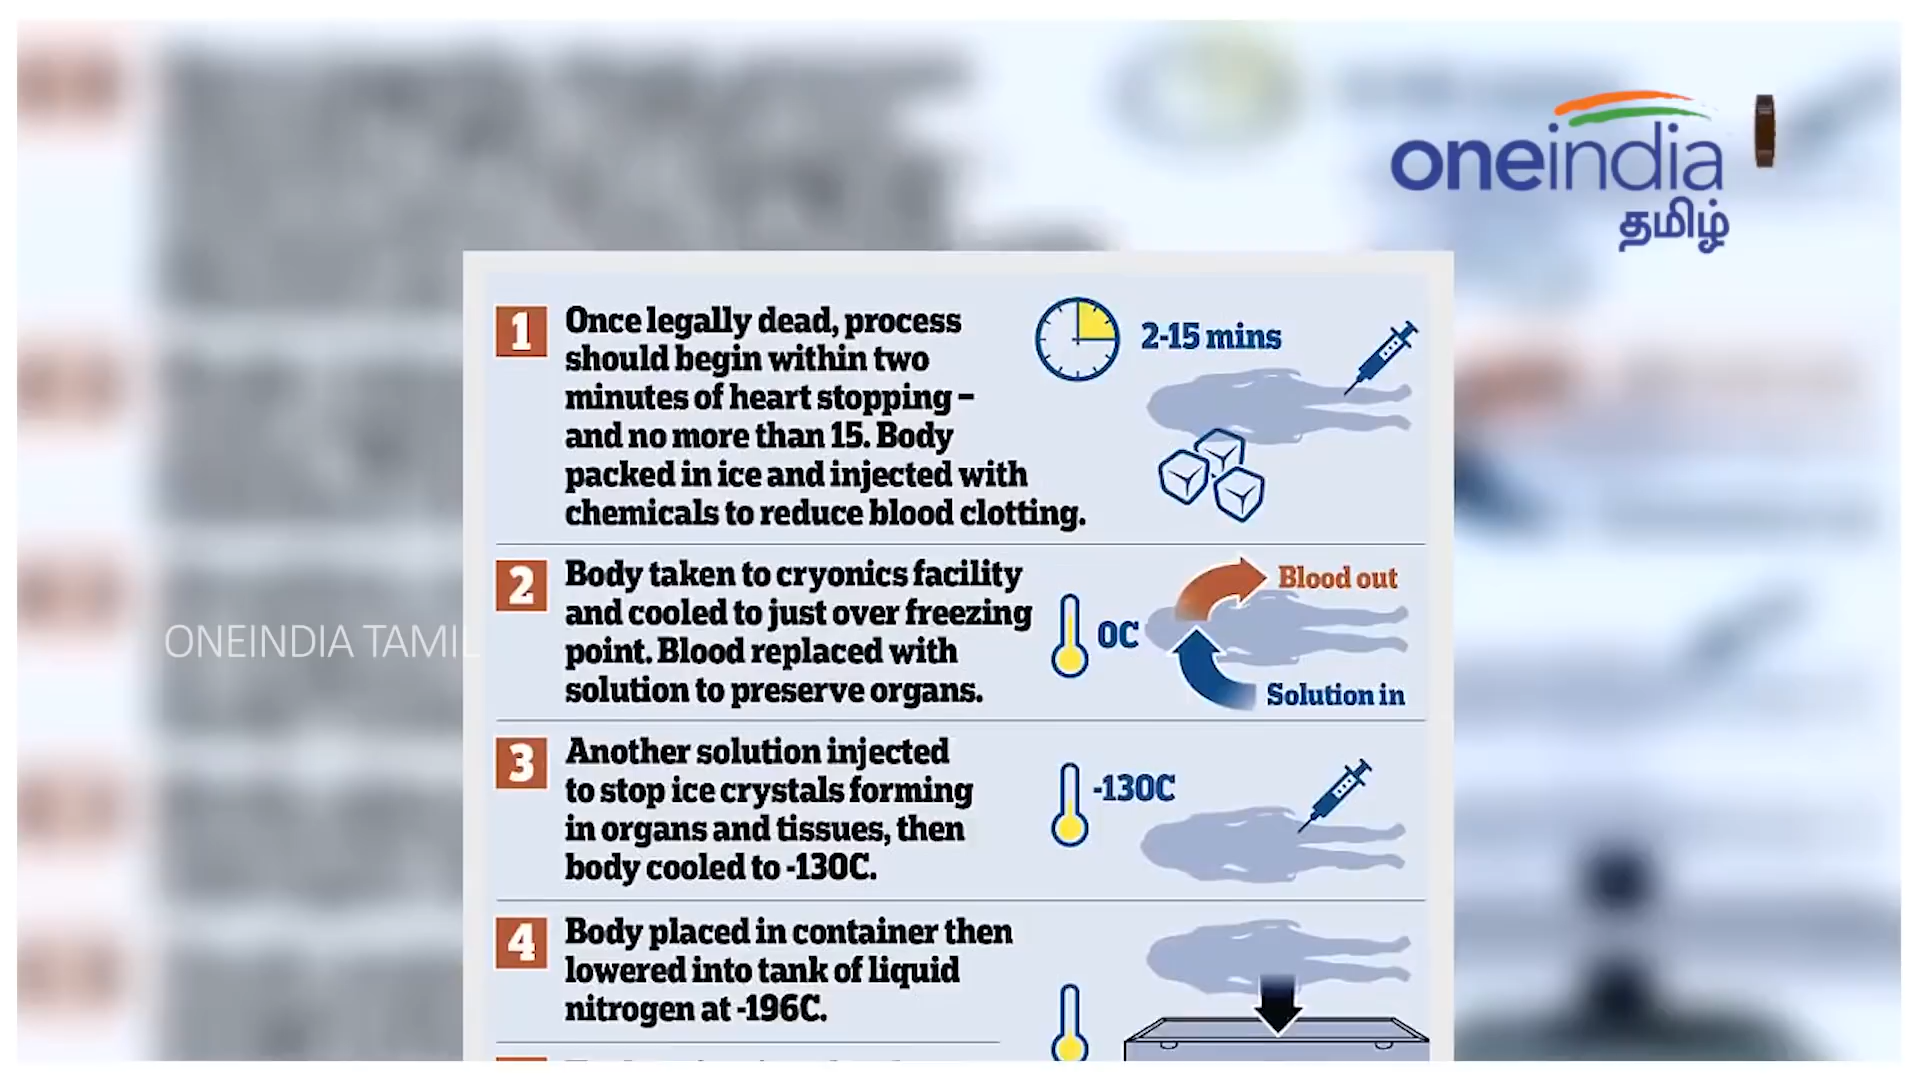 oneindia
தமிழ்
1
Once legally dead, process
should begin within two
minutes of heart stopping –
and no more than 15. Body
packed in ice and injected with
chemicals to reduce blood clotting.
2-15 mins
2
Body taken to cryonics facility
and cooled to just over freezing
point. Blood replaced with
solution to preserve organs.
0C
Blood out
Solution in
ONEINDIA TAMIL
3
Another solution injected
to stop ice crystals forming
in organs and tissues, then
body cooled to -130C.
-130C
4
Body placed in container then
lowered into tank of liquid
nitrogen at -196C.